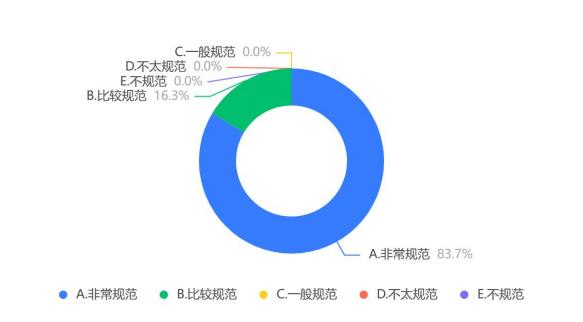 C.一般规范 0.0%
D.不太规范 0.0%
E.不规范 0.0%
B.比较规范 16.3%
A.非常规范 83.7%
A.非常规范 B.比较规范 C.一般规范 D.不太规范 E.不规范